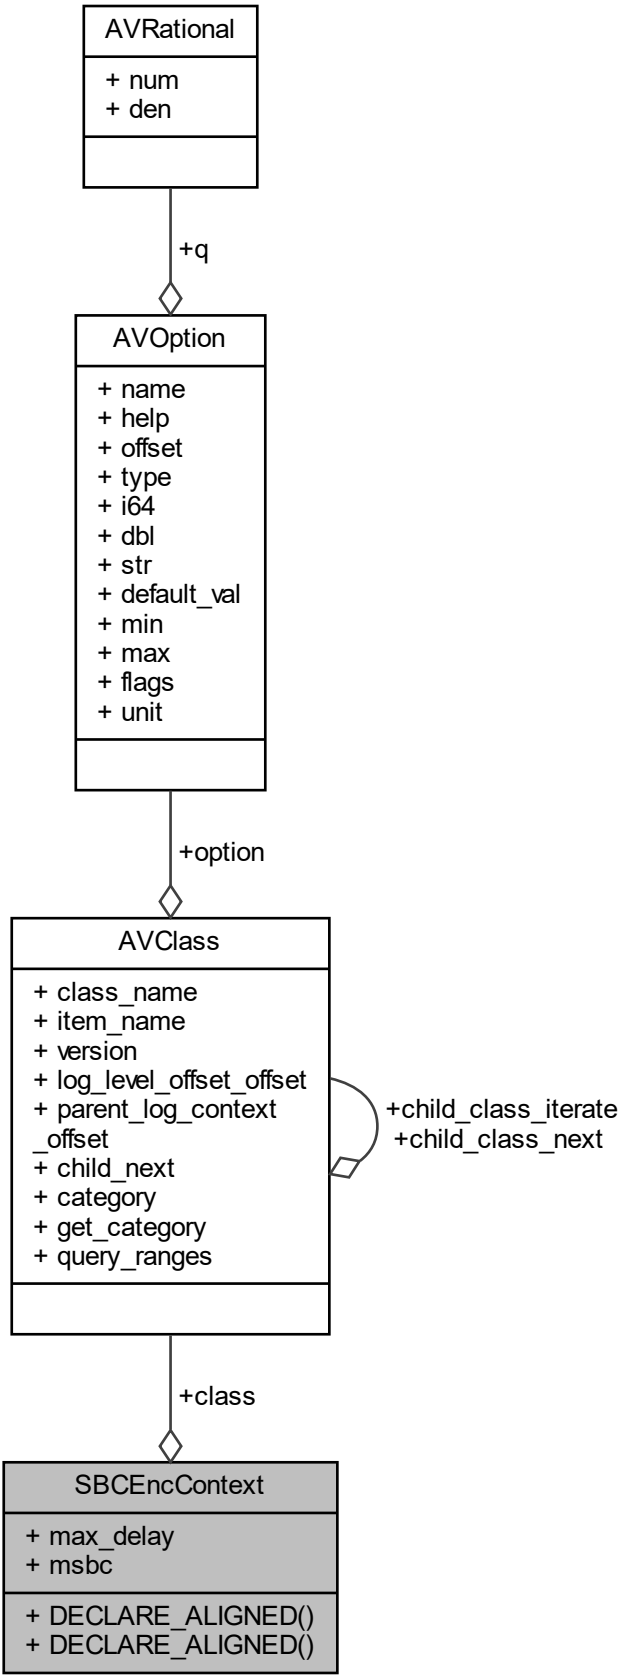 AVRational
+ num
+ den
+q
AVOption
+ name
+ help
+ offset
+ type
+ i64
+ dbl
+ str
+ default_val
+ min
+ max
+ flags
+ unit
+option
AVClass
+ class_name
+ item_name
+ version
+ log_level_offset_offset
+ parent_log_context
_offset
+ child_next
+ category
+ get_category
+ query_ranges
+child_class_iterate
+child_class_next
+class
SBCEncContext
+ max_delay
+ msbc
+ DECLARE_ALIGNED()
+ DECLARE_ALIGNED()